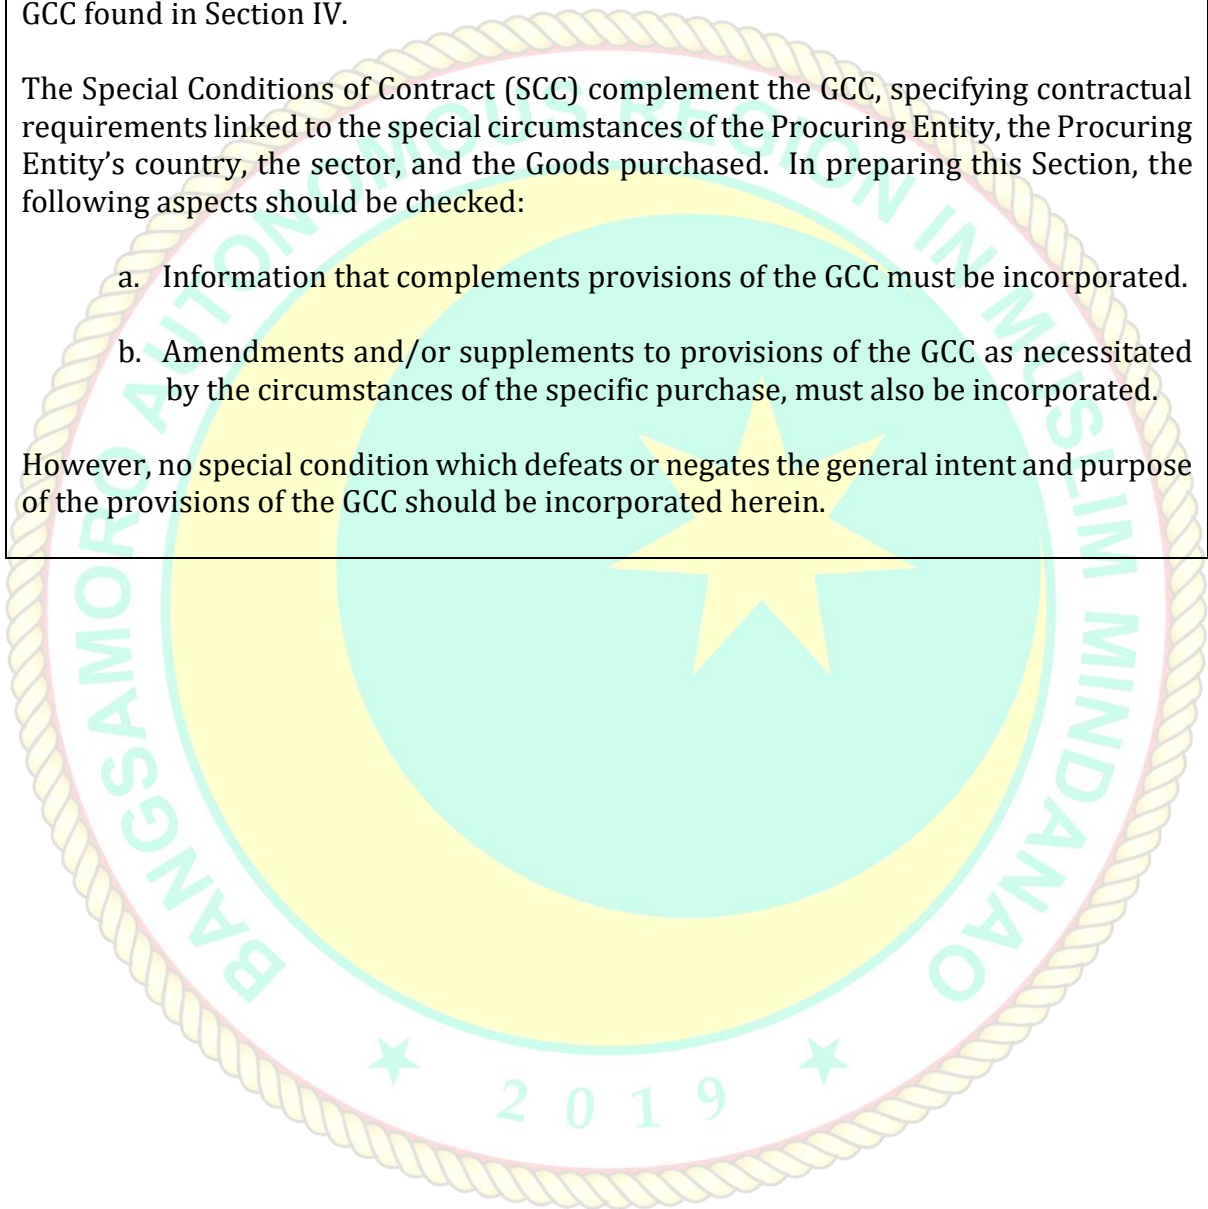 GCC found in Section IV.
The Special Conditions of Contract (SCC) complement the GCC, specifying contractual
requirements linked to the special circumstances of the Procuring Entity, the Procuring
Entity’s country, the sector, and the Goods purchased. In preparing this Section, the
following aspects should be checked:
a. Information that complements provisions of the GCC must be incorporated.
b. Amendments and/or supplements to provisions of the GCC as necessitated
by the circumstances of the specific purchase, must also be incorporated.
However, no special condition which defeats or negates the general intent and purpose
of the provisions of the GCC should be incorporated herein.
BANGSAMORO AUTONOMOUS REGION IN MUSLIM MINDANAO
2019